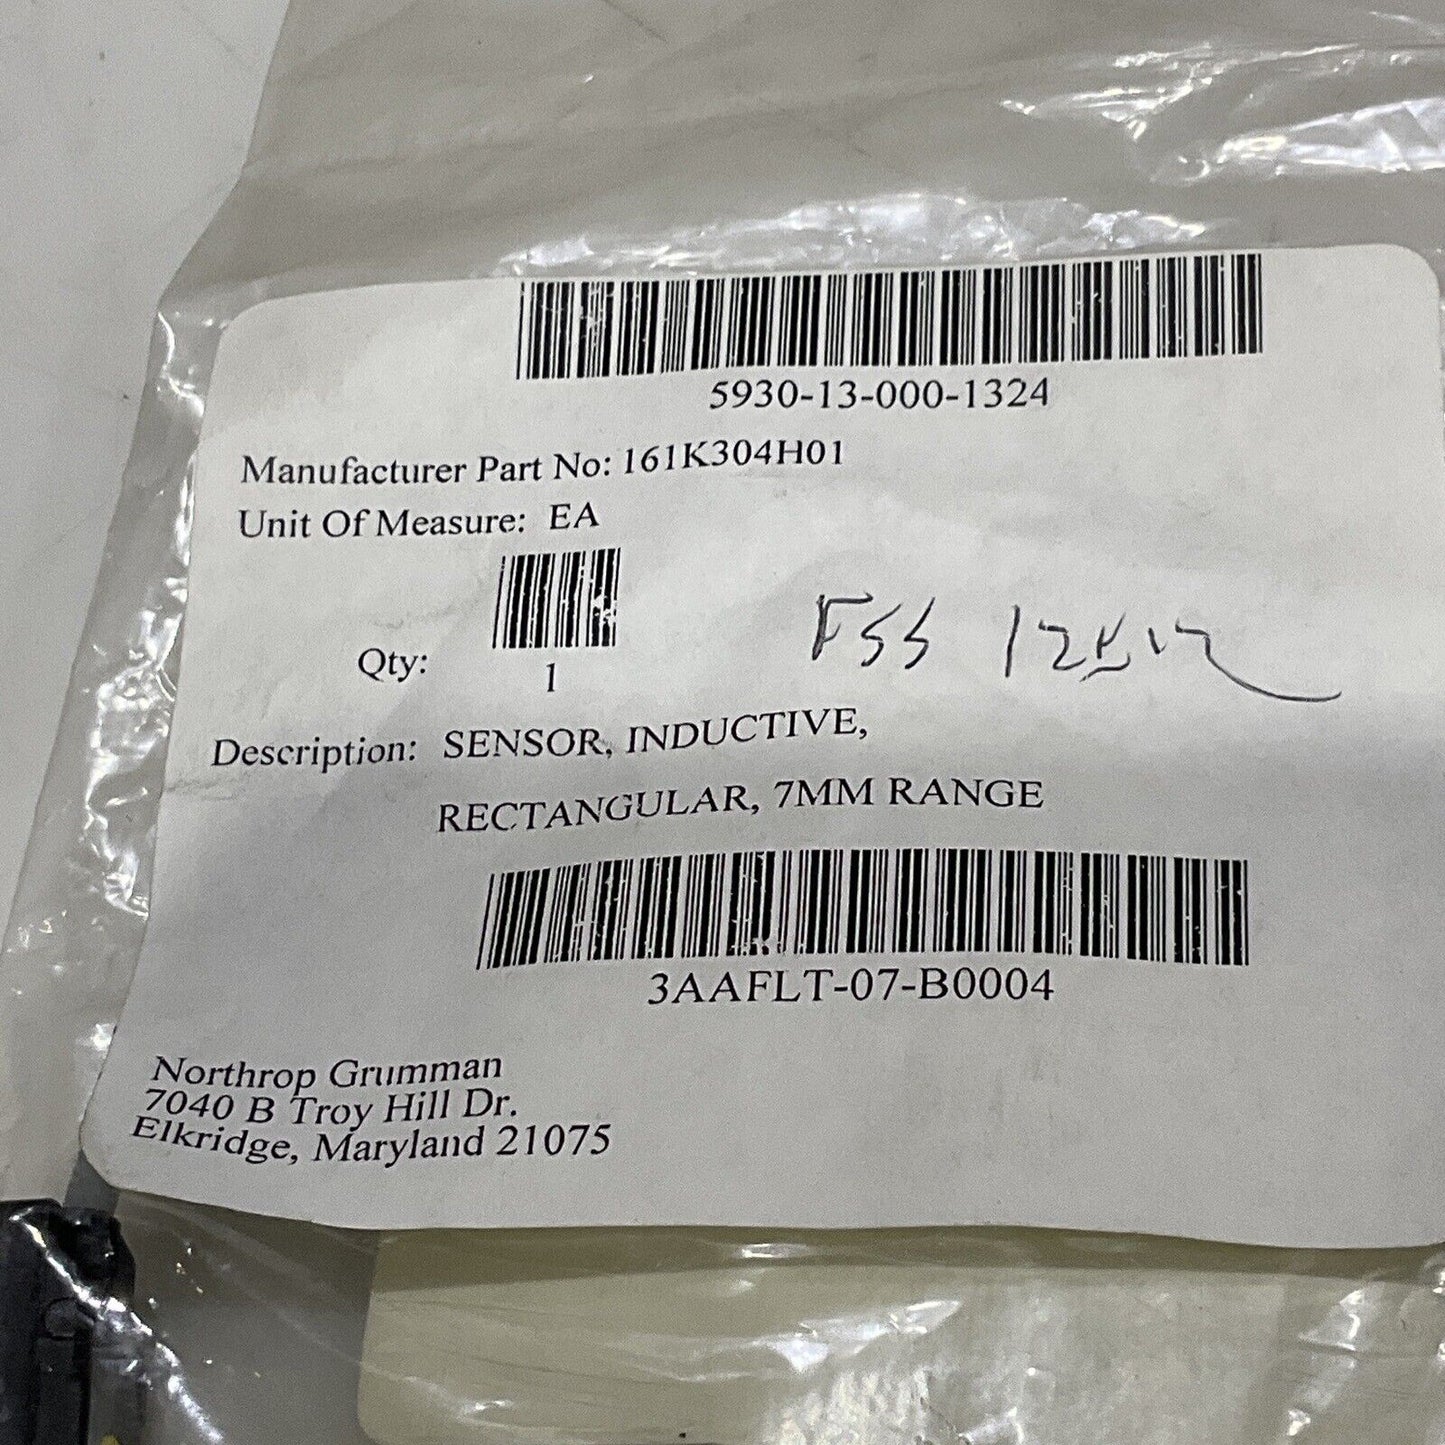 5930-13-000-1324
Manufacturer Part No: 161K304H01
Unit Of Measure: EA
FSS
Qty:
1
Description: SENSOR, INDUCTIVE,
RECTANGULAR, 7MM RANGE
3AAFLT-07-B0004
Northrop Grumman
7040 B Troy Hill Dr.
Elkridge, Maryland 21075